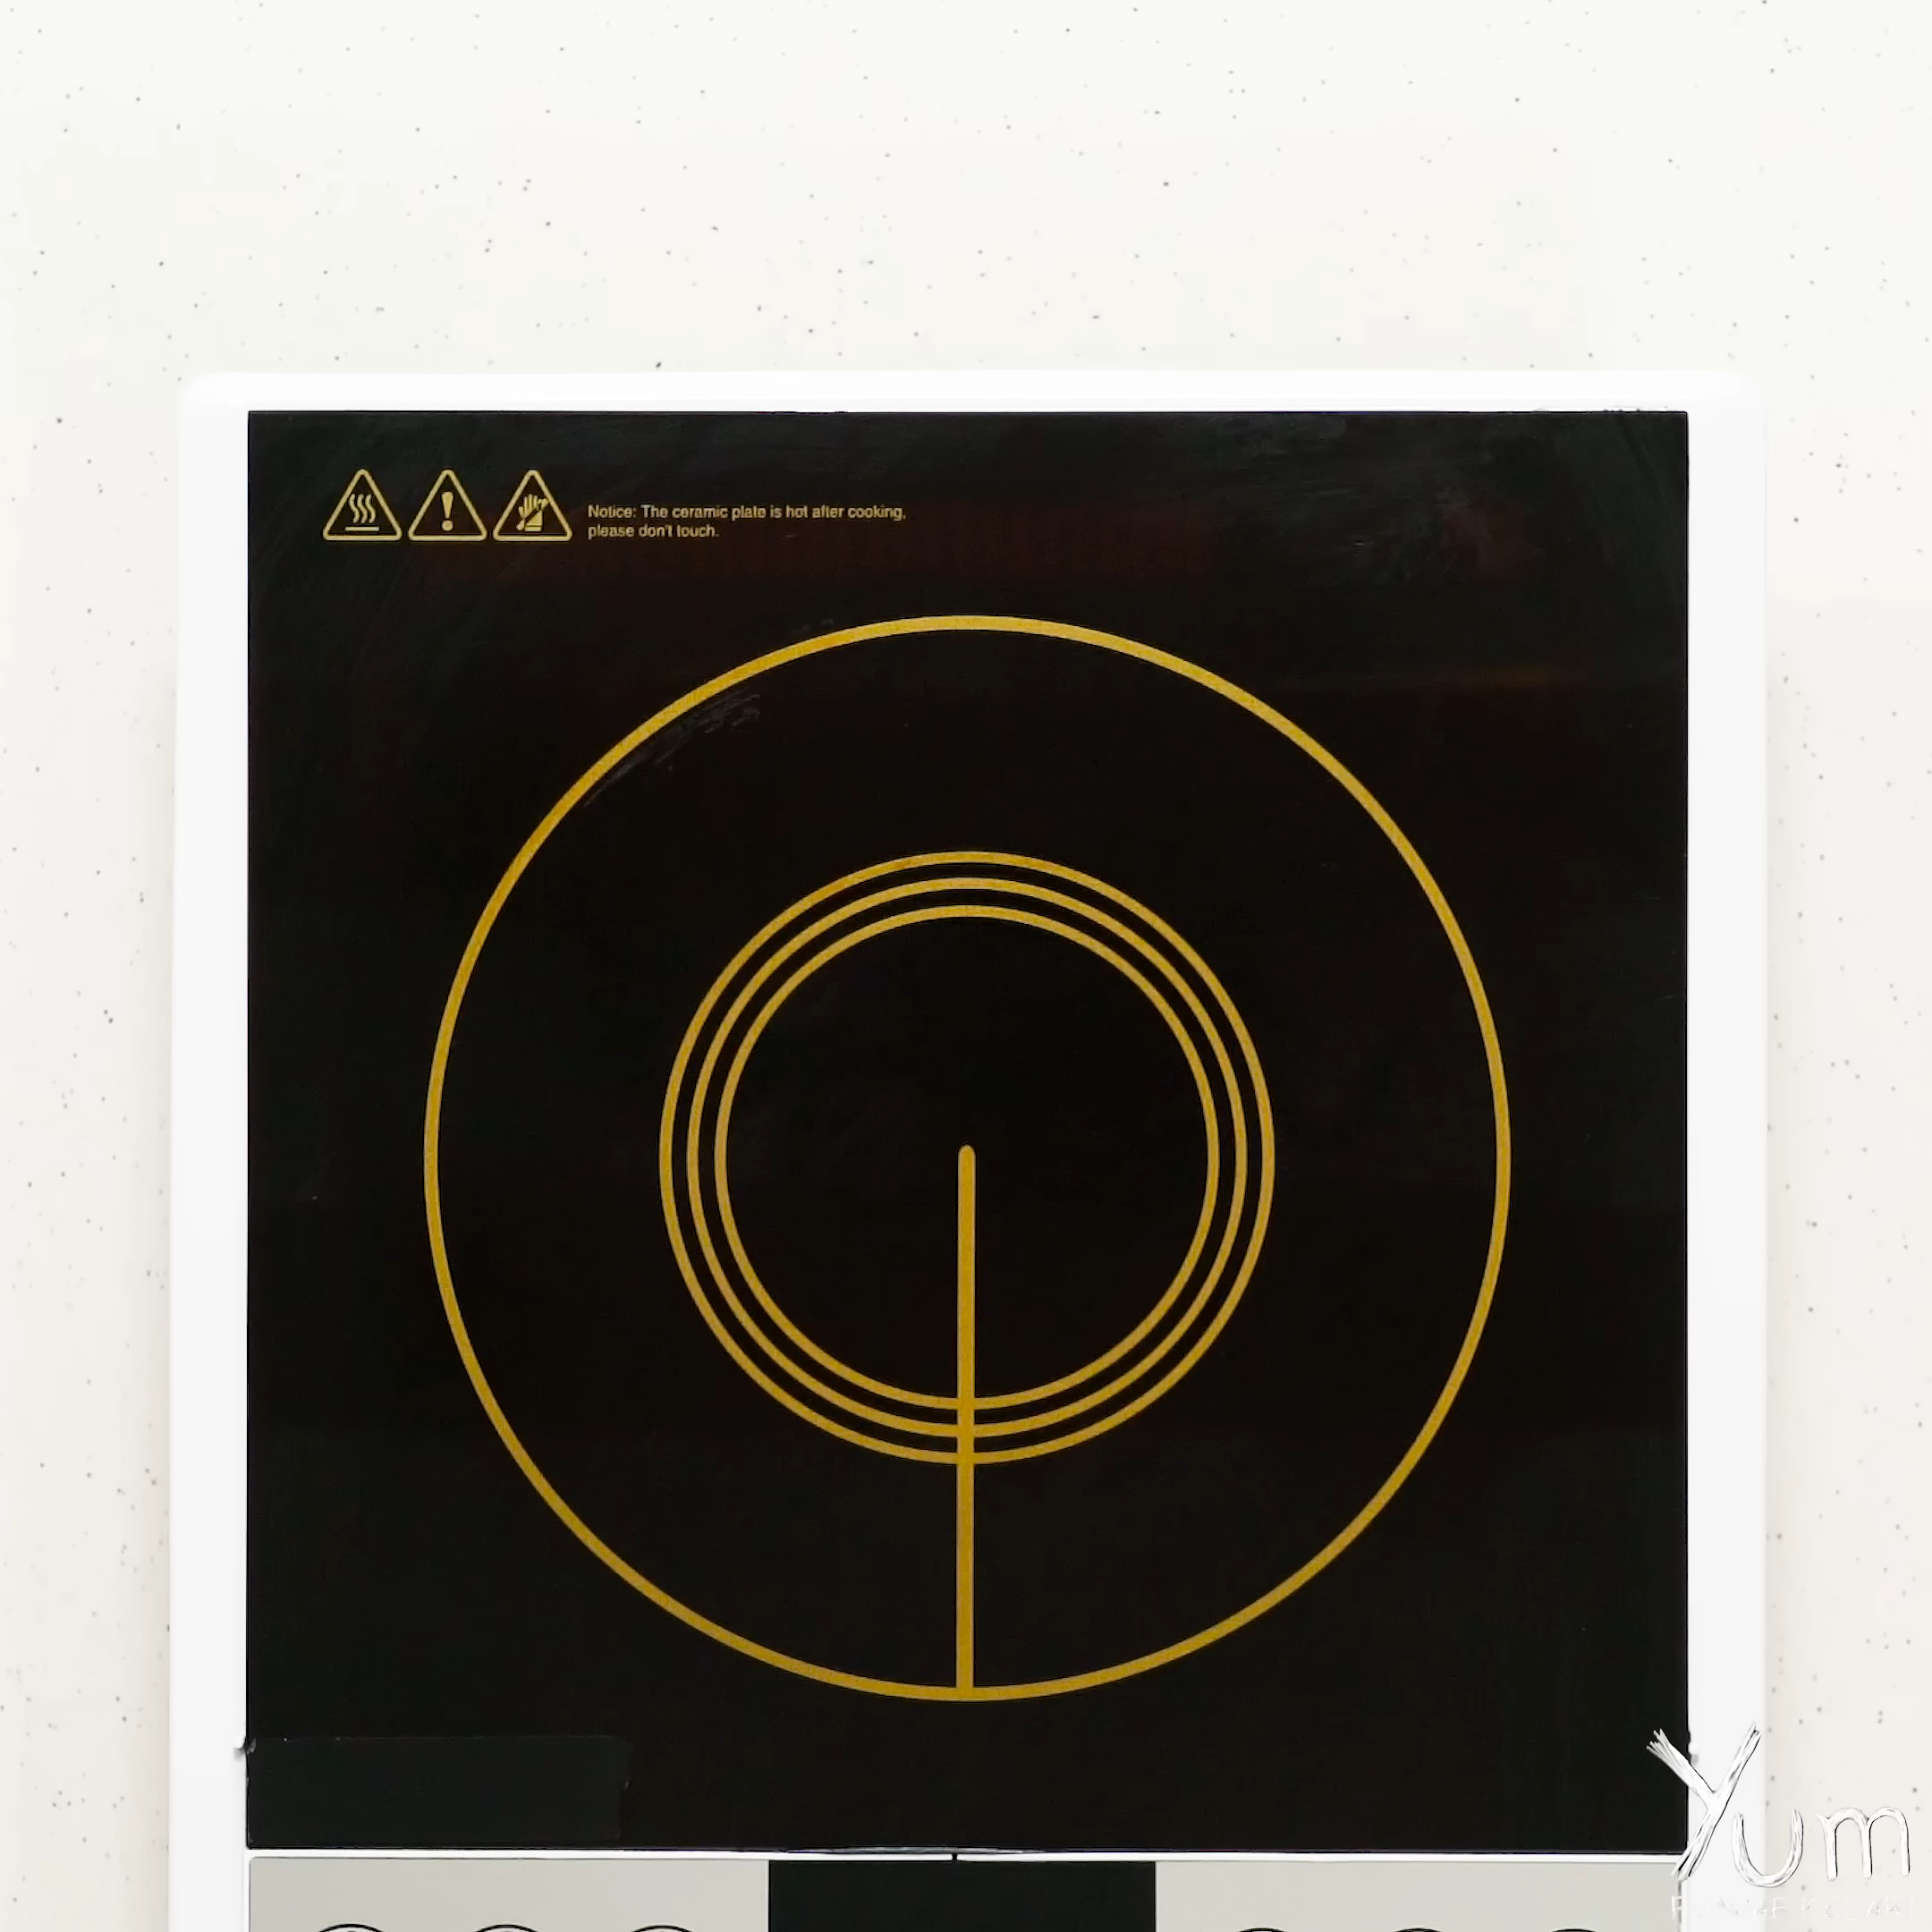 Notice: The ceramic plate is hot after cooking,
please don't touch.
Yum